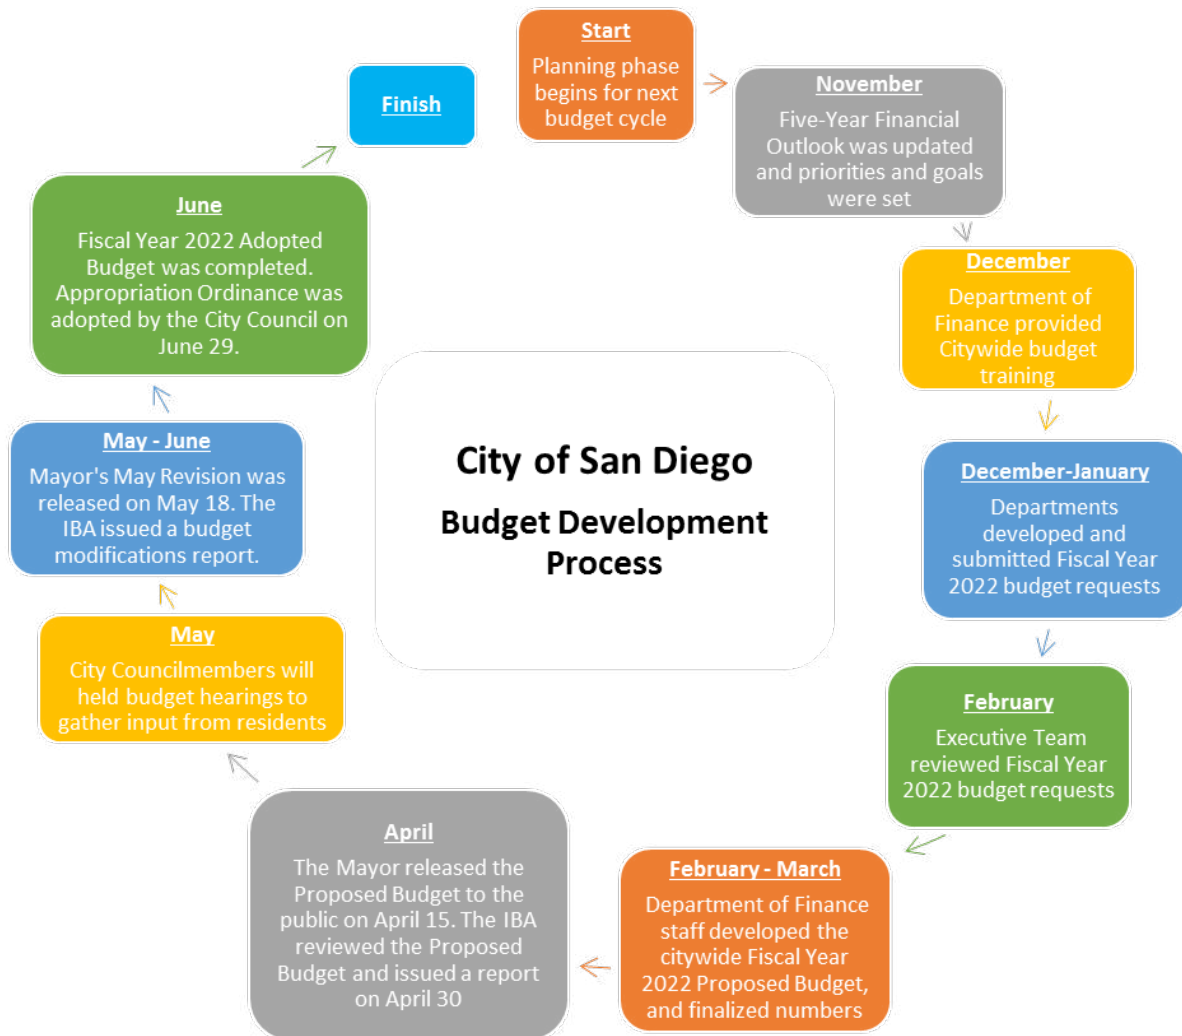 Start
Planning phase
begins for next
budget cycle
November
Five-Year Financial
Outlook was updated
and priorities and goals
were set
December
Department of
Finance provided
Citywide budget
training
December-January
Departments
developed and
submitted Fiscal Year
2022 budget requests
February
Executive Team
reviewed Fiscal Year
2022 budget requests
February - March
Department of Finance
staff developed the
citywide Fiscal Year
2022 Proposed Budget,
and finalized numbers
April
The Mayor released the
Proposed Budget to the
public on April 15. The IBA
reviewed the Proposed
Budget and issued a report
on April 30
May
City Councilmembers will
held budget hearings to
gather input from residents
May - June
Mayor's May Revision was
released on May 18. The
IBA issued a budget
modifications report.
June
Fiscal Year 2022 Adopted
Budget was completed.
Appropriation Ordinance was
adopted by the City Council on
June 29.
Finish
City of San Diego
Budget Development
Process